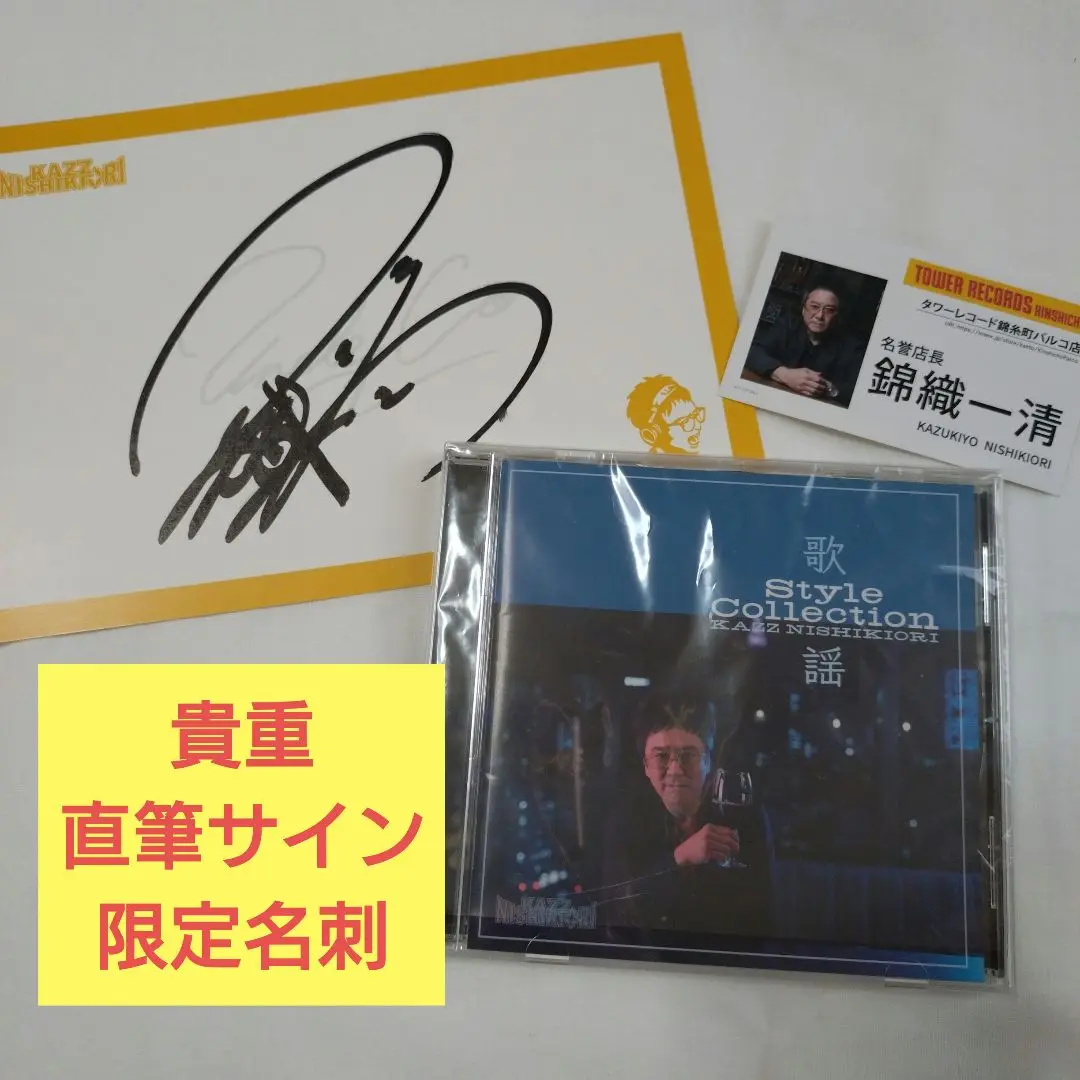 KAZZ
NISHIKIORI
TOWER RECORDS KINSHICH
タワーレコード錦糸町パルコ店
名誉店長
錦織一清
KAZUKIYO NISHIKIORI
歌
Style
Collection
KAZZ NISHIKIORI
謡
KAZZ
NISHIKIORI
貴重
直筆サイン
限定名刺